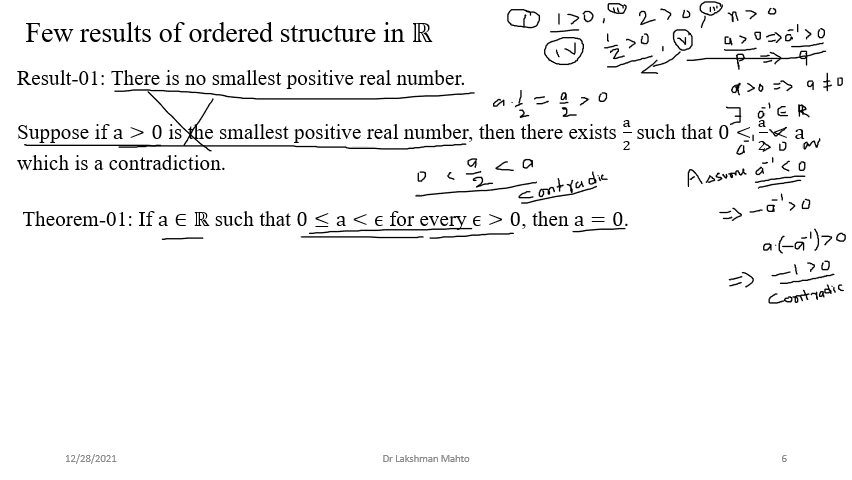 Few results of ordered structure in ℝ
(i) 1 > 0, (ii) 2 > 0, (iii) n > 0
(iv) 1/2 > 0, (v) a > 0 => a⁻¹ > 0
p => q
Result-01: There is no smallest positive real number.
a > 0 => a ≠ 0
a · 1/2 = a/2 > 0
∃ a⁻¹ ∈ R
Suppose if a > 0 is the smallest positive real number, then there exists a/2 such that 0 < a/2 < a
which is a contradiction.
a⁻¹ > 0 or
0 < a/2 < a
Contradic
Assume a⁻¹ < 0
=> -a⁻¹ > 0
Theorem-01: If a ∈ ℝ such that 0 ≤ a < ϵ for every ϵ > 0, then a = 0.
a·(-a⁻¹) > 0
=> -1 > 0
Contradic
12/28/2021
Dr Lakshman Mahto
6